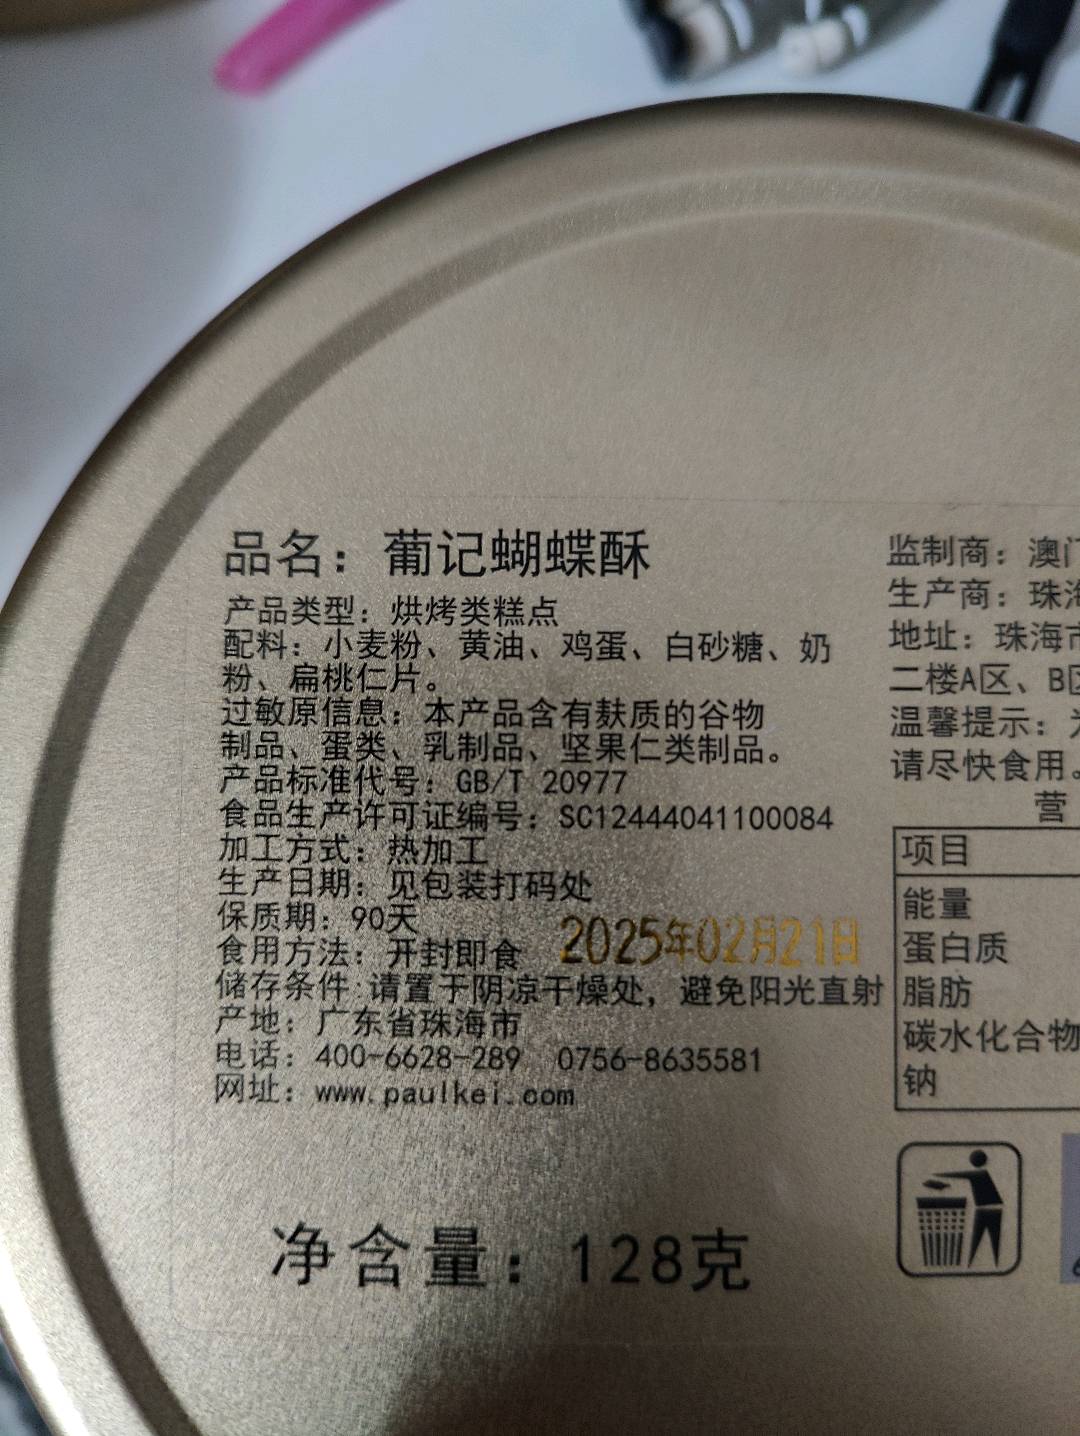 品名：葡记蝴蝶酥
产品类型：烘烤类糕点
配料：小麦粉、黄油、鸡蛋、白砂糖、奶
粉、扁桃仁片。
过敏原信息：本产品含有麸质的谷物
制品、蛋类、乳制品、坚果仁类制品。
产品标准代号：GB/T 20977
食品生产许可证编号：SC12444041100084
加工方式：热加工
生产日期：见包装打码处
保质期：90天
2025年02月21日
食用方法：开封即食
储存条件:请置于阴凉干燥处，避免阳光直射
产地：广东省珠海市
电话：400-6628-289 0756-8635581
网址：www.paulkei.com
净含量：128克
监制商：澳门
生产商：珠海
地址：珠海市
二楼A区、B区
温馨提示：
请尽快食用。
营
项目
能量
蛋白质
脂肪
碳水化合物
钠